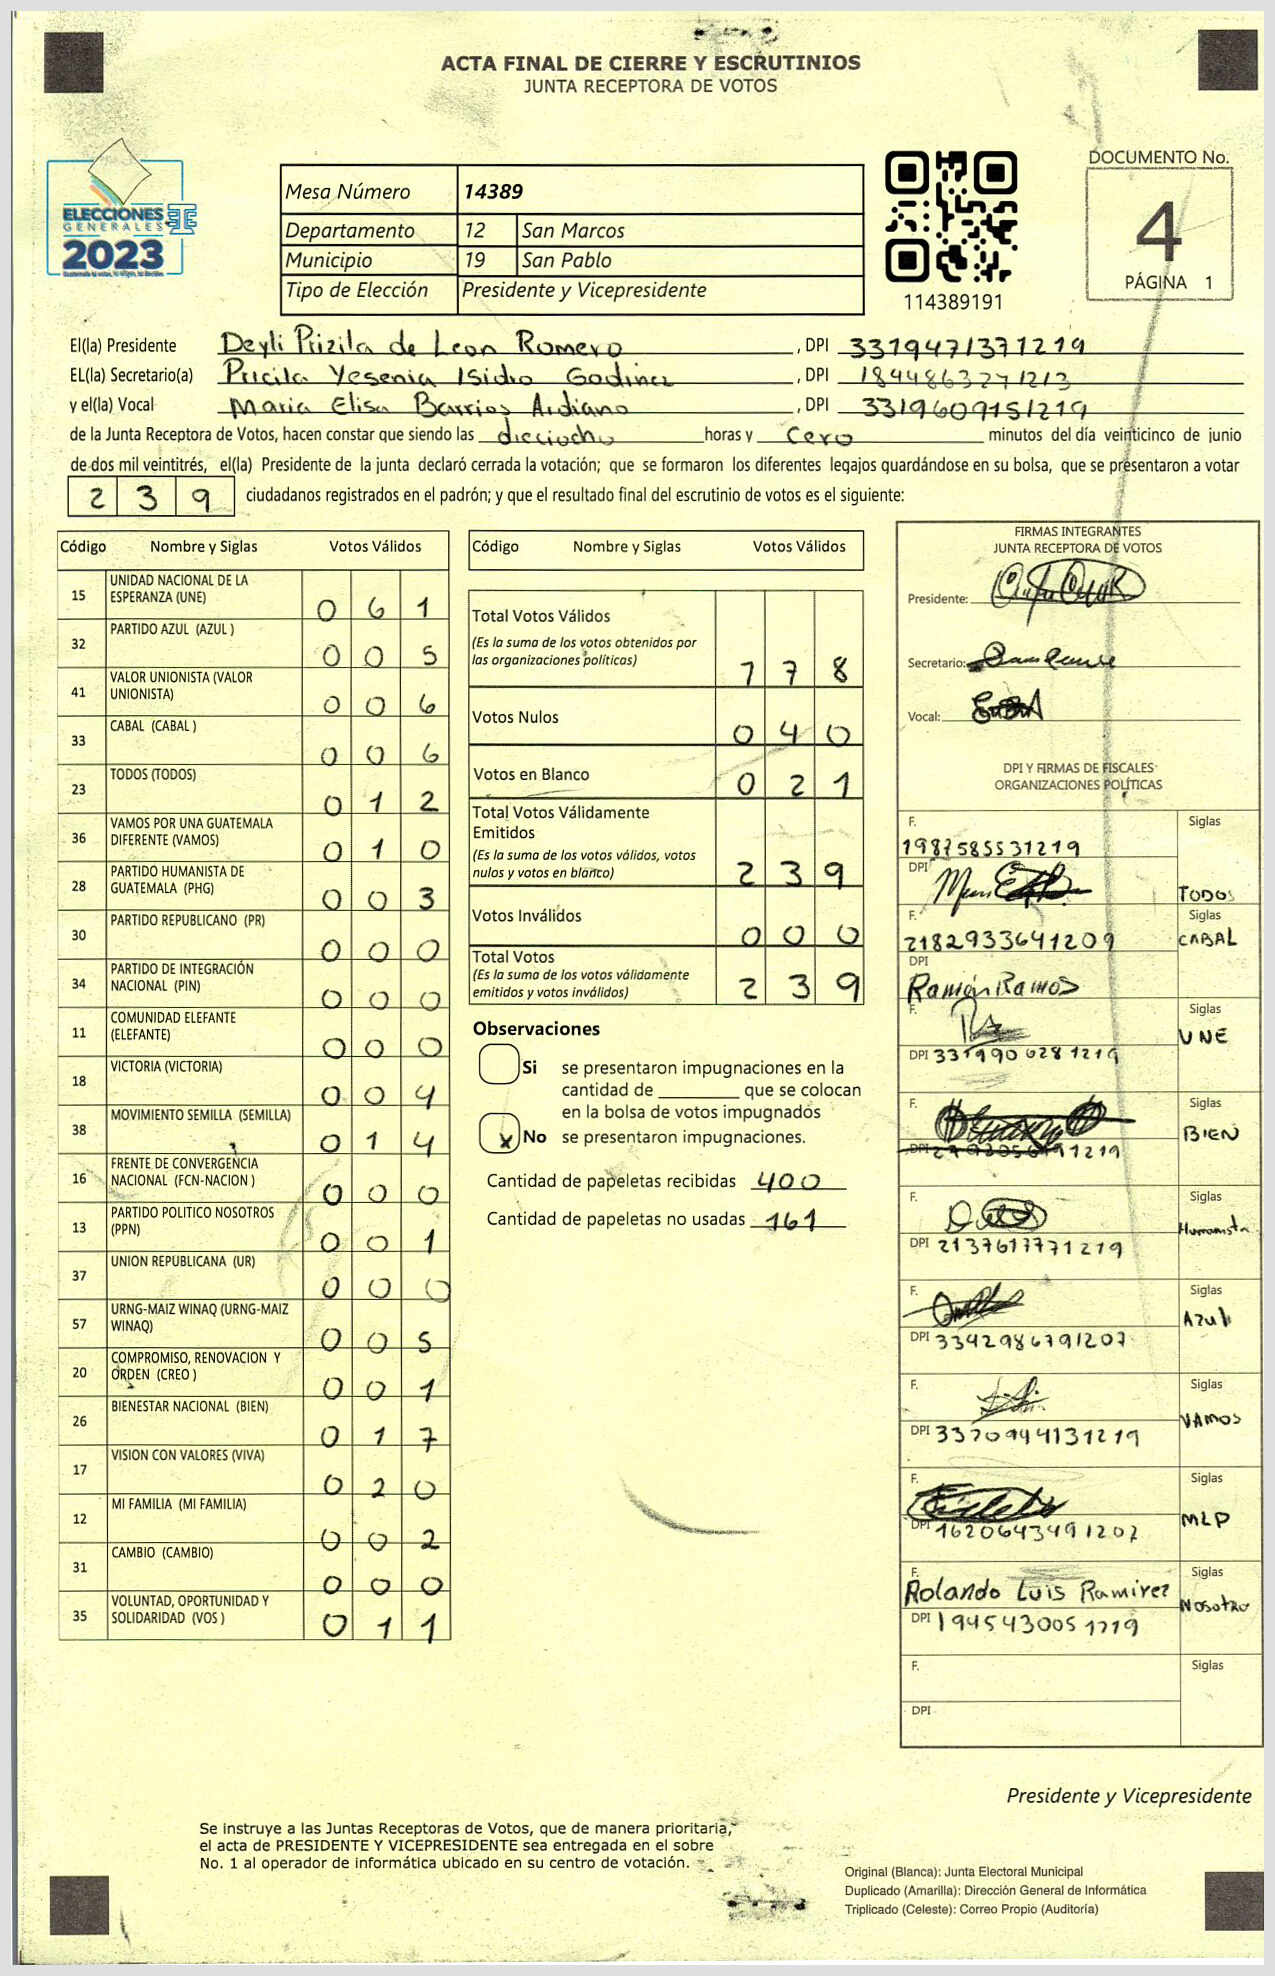 ACTA FINAL DE CIERRE Y ESCRUTINIOS
JUNTA RECEPTORA DE VOTOS
ELECCIONES
GENERALES
2023
Mesa Número 14389
Departamento 12 San Marcos
Municipio 19 San Pablo
Tipo de Elección Presidente y Vicepresidente
114389191
DOCUMENTO No.
4
PÁGINA 1
El(la) Presidente Deyli Prizila de Leon Romero , DPI 3319471371219
EL(la) Secretario(a) Pricila Yesenia Isidro Godinez , DPI 1844863271213
y el(la) Vocal Maria Elisa Barrios Ardiano , DPI 3319609151219
de la Junta Receptora de Votos, hacen constar que siendo las dieciocho horas y cero minutos del día veinticinco de junio
de dos mil veintitrés, el(la) Presidente de la junta declaró cerrada la votación; que se formaron los diferentes legajos guardándose en su bolsa, que se presentaron a votar
2 3 9 ciudadanos registrados en el padrón; y que el resultado final del escrutinio de votos es el siguiente:
Código Nombre y Siglas Votos Válidos
15 UNIDAD NACIONAL DE LA
ESPERANZA (UNE) 0 6 1
32 PARTIDO AZUL (AZUL ) 0 0 5
41 VALOR UNIONISTA (VALOR
UNIONISTA) 0 0 6
33 CABAL (CABAL ) 0 0 6
23 TODOS (TODOS) 0 1 2
36 VAMOS POR UNA GUATEMALA
DIFERENTE (VAMOS) 0 1 0
28 PARTIDO HUMANISTA DE
GUATEMALA (PHG) 0 0 3
30 PARTIDO REPUBLICANO (PR) 0 0 0
34 PARTIDO DE INTEGRACIÓN
NACIONAL (PIN) 0 0 0
11 COMUNIDAD ELEFANTE
(ELEFANTE) 0 0 0
18 VICTORIA (VICTORIA) 0 0 4
38 MOVIMIENTO SEMILLA (SEMILLA) 0 1 4
16 FRENTE DE CONVERGENCIA
NACIONAL (FCN-NACION ) 0 0 0
13 PARTIDO POLITICO NOSOTROS
(PPN) 0 0 1
37 UNION REPUBLICANA (UR) 0 0 0
57 URNG-MAIZ WINAQ (URNG-MAIZ
WINAQ) 0 0 5
20 COMPROMISO, RENOVACION Y
ORDEN (CREO ) 0 0 1
26 BIENESTAR NACIONAL (BIEN) 0 1 7
17 VISION CON VALORES (VIVA) 0 2 0
12 MI FAMILIA (MI FAMILIA) 0 0 2
31 CAMBIO (CAMBIO) 0 0 0
35 VOLUNTAD, OPORTUNIDAD Y
SOLIDARIDAD (VOS ) 0 1 1
Código Nombre y Siglas Votos Válidos
Total Votos Válidos
(Es la suma de los votos obtenidos por
las organizaciones políticas) 1 7 8
Votos Nulos 0 4 0
Votos en Blanco 0 2 1
Total Votos Válidamente
Emitidos
(Es la suma de los votos válidos, votos
nulos y votos en blanco) 2 3 9
Votos Inválidos 0 0 0
Total Votos
(Es la suma de los votos válidamente
emitidos y votos inválidos) 2 3 9
Observaciones
Si se presentaron impugnaciones en la
cantidad de ________ que se colocan
en la bolsa de votos impugnados
x No se presentaron impugnaciones.
Cantidad de papeletas recibidas 400
Cantidad de papeletas no usadas 161
FIRMAS INTEGRANTES
JUNTA RECEPTORA DE VOTOS
Presidente:
Secretario:
Vocal:
DPI Y FIRMAS DE FISCALES
ORGANIZACIONES POLÍTICAS
F. Siglas
1987585531219
DPI TODOS
F. Siglas
2182933641209 CABAL
DPI
Ramón Ramos
F. Siglas
UNE
DPI 3319906281219
F. Siglas
BIEN
DPI
F. Siglas
Humanista
DPI 2137617771219
F. Siglas
Azul
DPI 3342986791207
F. Siglas
VAMOS
DPI 3370944131219
F. Siglas
MLP
DPI 1620643491207
F. Siglas
Rolando Luis Ramirez Nosotro
DPI 1945430051219
F. Siglas
DPI
Presidente y Vicepresidente
Se instruye a las Juntas Receptoras de Votos, que de manera prioritaria,
el acta de PRESIDENTE Y VICEPRESIDENTE sea entregada en el sobre
No. 1 al operador de informática ubicado en su centro de votación.
Original (Blanca): Junta Electoral Municipal
Duplicado (Amarilla): Dirección General de Informática
Triplicado (Celeste): Correo Propio (Auditoría)